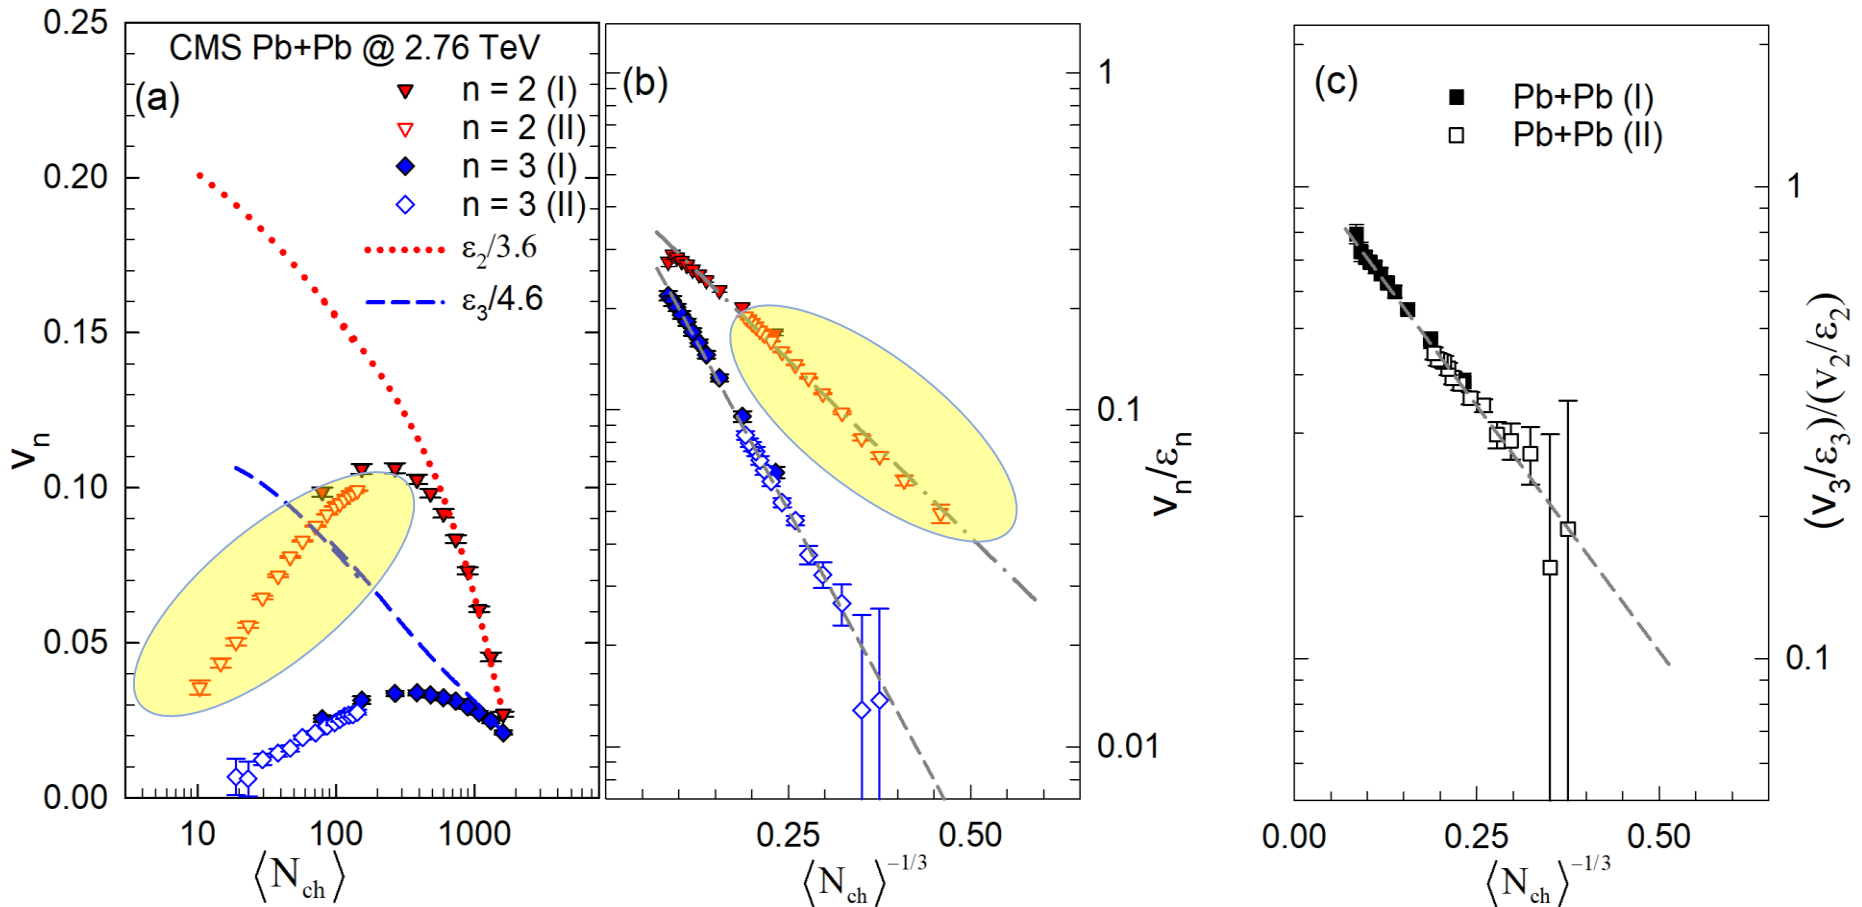 CMS Pb+Pb @ 2.76 TeV
(a)
n = 2 (I)
n = 2 (II)
n = 3 (I)
n = 3 (II)
ε₂/3.6
ε₃/4.6
vₙ
0.25
0.20
0.15
0.10
0.05
0.00
10
100
1000
⟨N_ch⟩
(b)
1
0.1
0.01
vₙ/εₙ
0.25
0.50
⟨N_ch⟩^−1/3
(c)
Pb+Pb (I)
Pb+Pb (II)
1
0.1
(v₃/ε₃)/(v₂/ε₂)
0.00
0.25
0.50
⟨N_ch⟩^−1/3